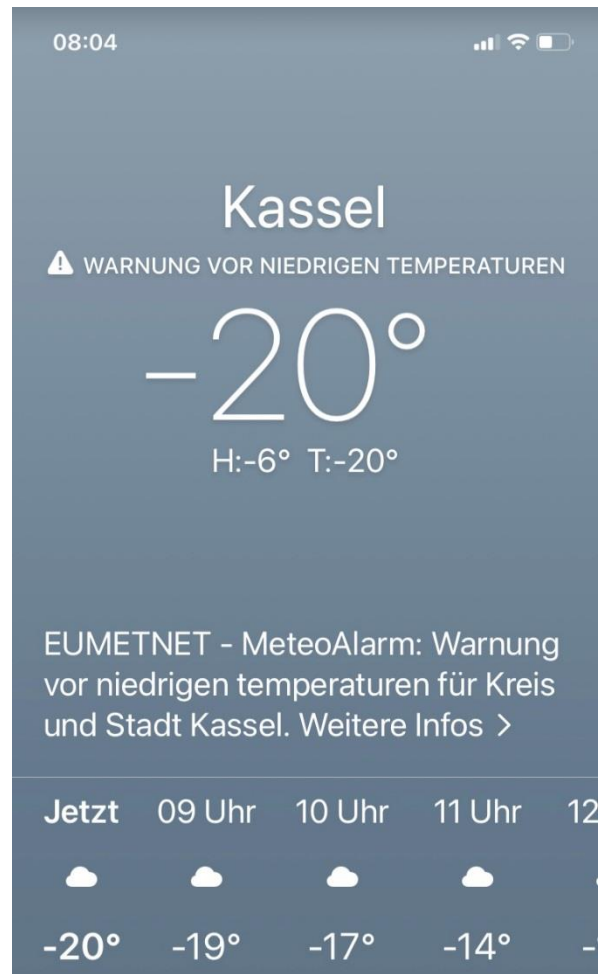 08:04
Kassel
WARNUNG VOR NIEDRIGEN TEMPERATUREN
-20°
H:-6° T:-20°
EUMETNET - MeteoAlarm: Warnung
vor niedrigen temperaturen für Kreis
und Stadt Kassel. Weitere Infos >
Jetzt 09 Uhr 10 Uhr 11 Uhr 12
-20° -19° -17° -14°